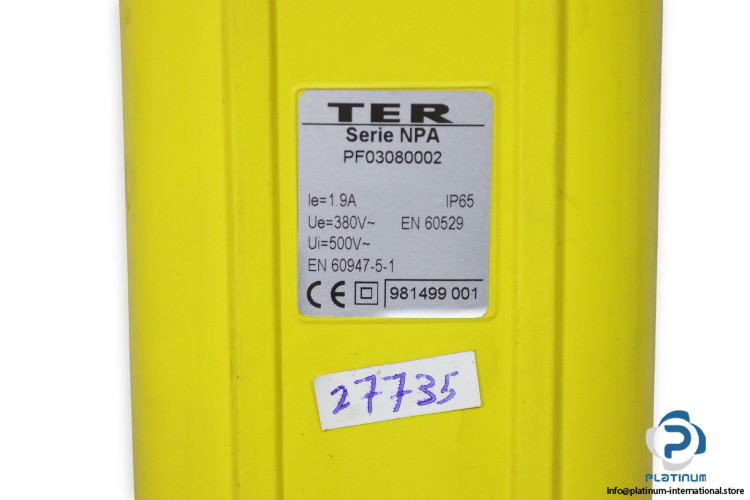 TER
Serie NPA
PF03080002
Ie=1.9A IP65
Ue=380V~ EN 60529
Ui=500V~
EN 60947-5-1
CE 981499 001
27735
PLATINUM
Info@platinum-international.store